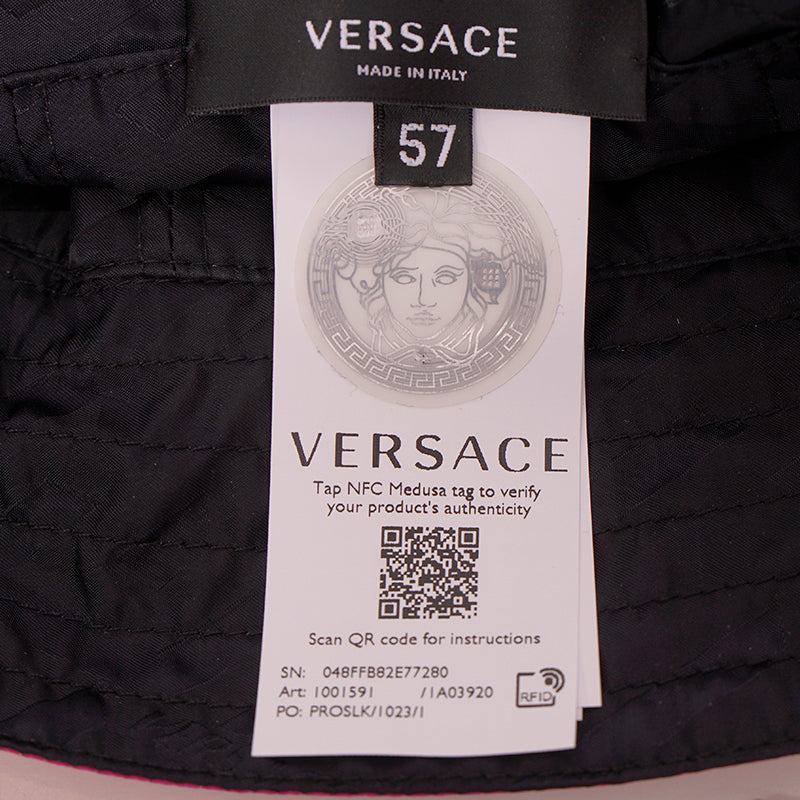 VERSACE
MADE IN ITALY
57
VERSACE
Tap NFC Medusa tag to verify
your product's authenticity
Scan QR code for instructions
SN: 048FFB82E77280
Art: 1001591 /1A03920
PO: PROSLK/1023/1
RFID